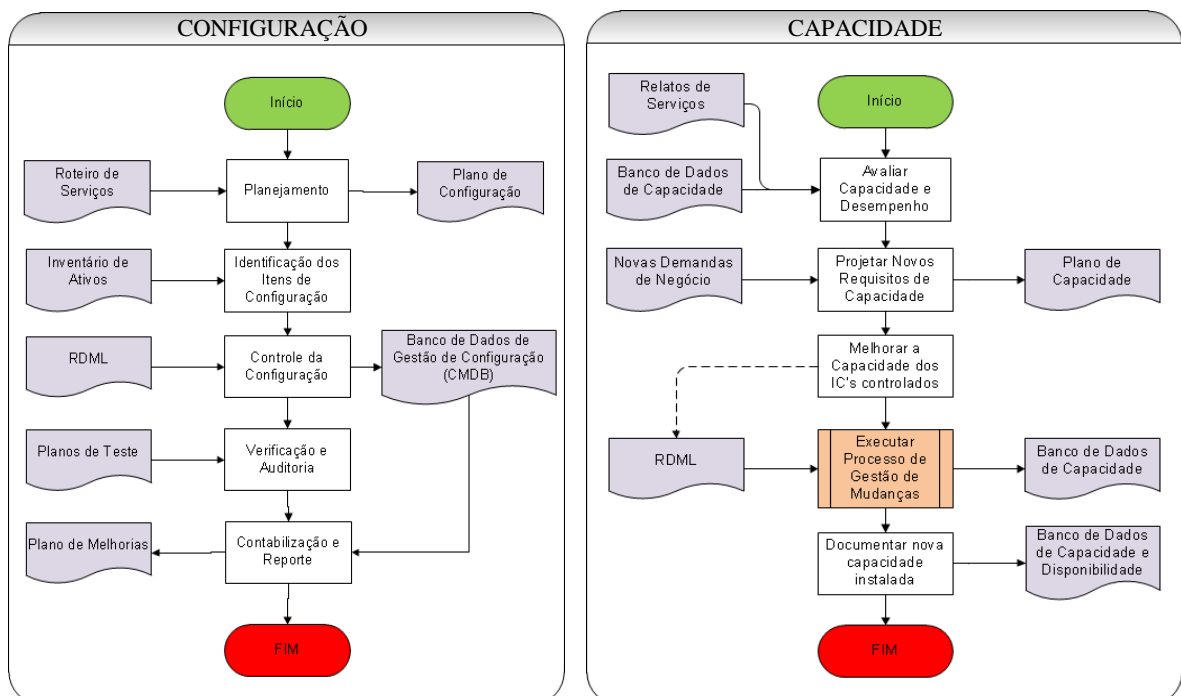 CONFIGURAÇÃO
Início
Roteiro de
Serviços
Planejamento
Plano de
Configuração
Inventário de
Ativos
Identificação dos
Itens de
Configuração
RDML
Controle da
Configuração
Banco de Dados de
Gestão de Configuração
(CMDB)
Planos de Teste
Verificação e
Auditoria
Plano de Melhorias
Contabilização e
Reporte
FIM
CAPACIDADE
Relatos de
Serviços
Início
Banco de Dados
de Capacidade
Avaliar
Capacidade e
Desempenho
Novas Demandas
de Negócio
Projetar Novos
Requisitos de
Capacidade
Plano de
Capacidade
Melhorar a
Capacidade dos
IC's controlados
RDML
Executar
Processo de
Gestão de
Mudanças
Banco de Dados
de Capacidade
Documentar nova
capacidade
instalada
Banco de Dados
de Capacidade e
Disponibilidade
FIM